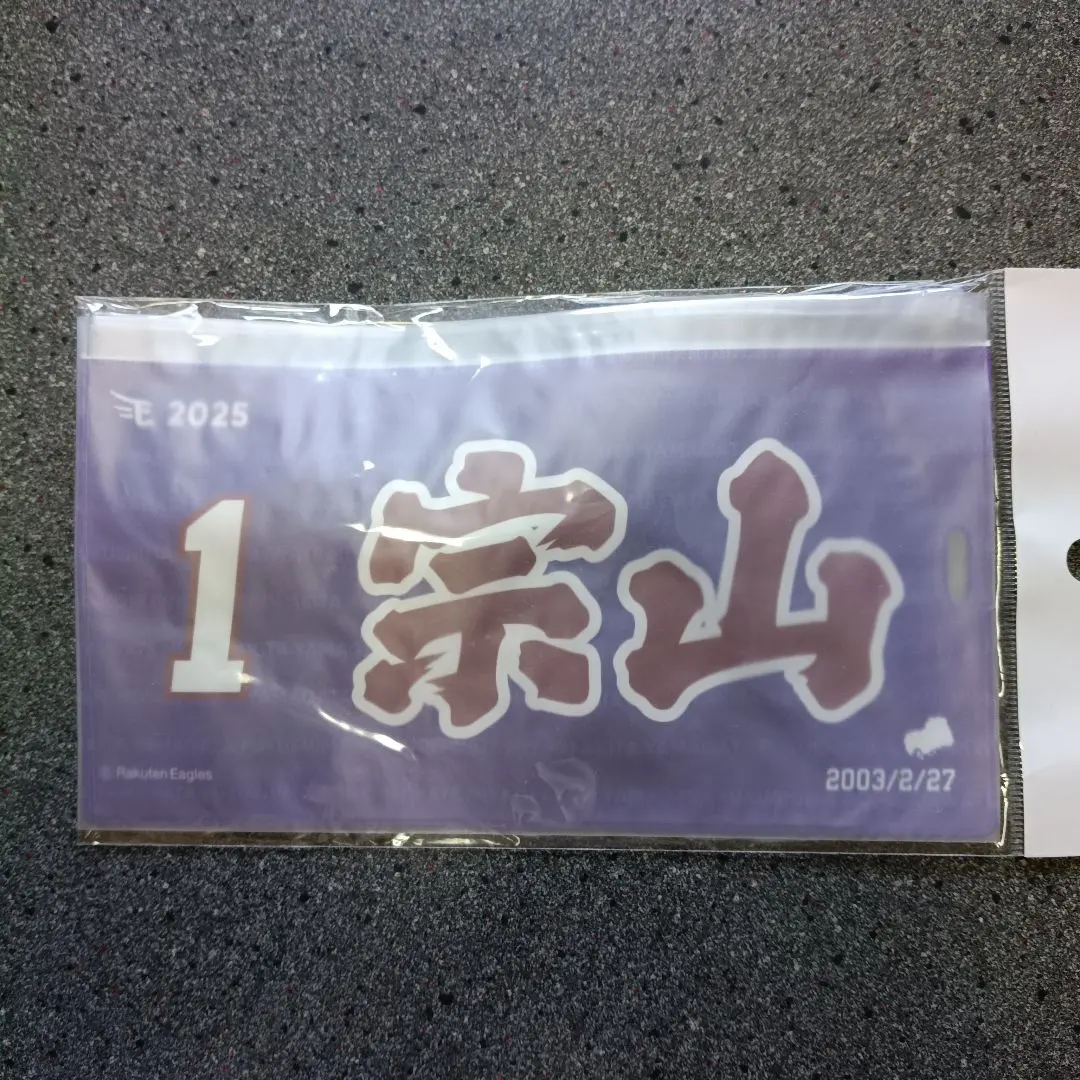 E 2025
1 宗山
© Rakuten Eagles
2003/2/27